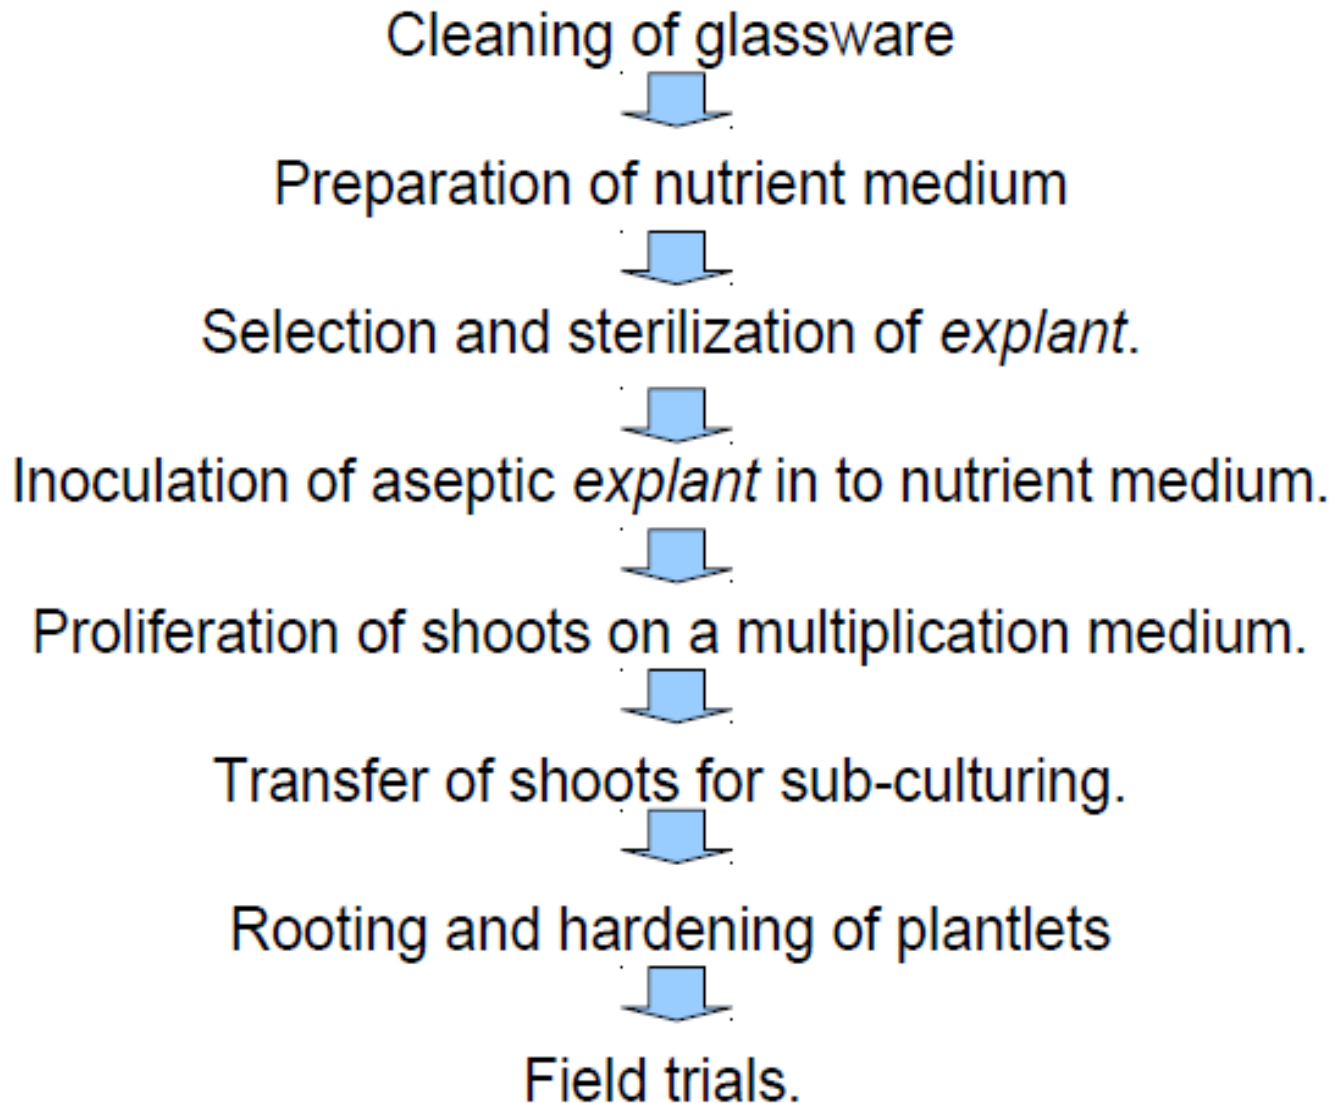 Cleaning of glassware
Preparation of nutrient medium
Selection and sterilization of explant.
Inoculation of aseptic explant in to nutrient medium.
Proliferation of shoots on a multiplication medium.
Transfer of shoots for sub-culturing.
Rooting and hardening of plantlets
Field trials.